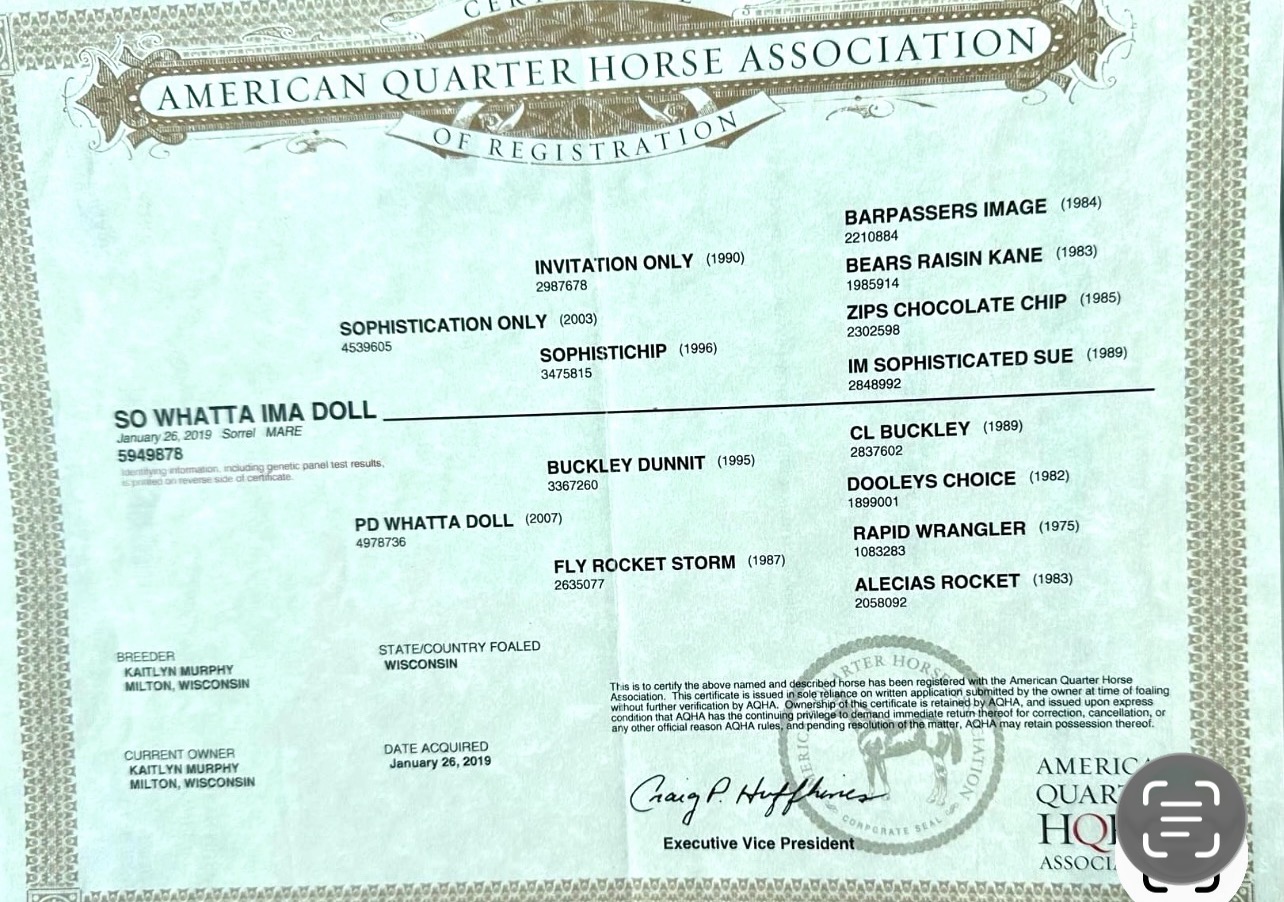 AMERICAN QUARTER HORSE ASSOCIATION
OF REGISTRATION
BARPASSERS IMAGE (1984)
2210884
INVITATION ONLY (1990)
2987678
BEARS RAISIN KANE (1983)
1985914
SOPHISTICATION ONLY (2003)
4539605
ZIPS CHOCOLATE CHIP (1985)
2302598
SOPHISTICHIP (1996)
3475815
IM SOPHISTICATED SUE (1989)
2848992
SO WHATTA IMA DOLL
January 26, 2019 Sorrel MARE
5949878
Identifying information, including genetic panel test results,
is printed on reverse side of certificate.
CL BUCKLEY (1989)
2837602
BUCKLEY DUNNIT (1995)
3367260
DOOLEYS CHOICE (1982)
1899001
PD WHATTA DOLL (2007)
4978736
RAPID WRANGLER (1975)
1083283
FLY ROCKET STORM (1987)
2635077
ALECIAS ROCKET (1983)
2058092
BREEDER
KAITLYN MURPHY
MILTON, WISCONSIN
STATE/COUNTRY FOALED
WISCONSIN
CURRENT OWNER
KAITLYN MURPHY
MILTON, WISCONSIN
DATE ACQUIRED
January 26, 2019
This is to certify the above named and described horse has been registered with the American Quarter Horse
Association. This certificate is issued in sole reliance on written application submitted by the owner at time of foaling
without further verification by AQHA. Ownership of this certificate is retained by AQHA, and issued upon express
condition that AQHA has the continuing privilege to demand immediate return thereof for correction, cancellation, or
any other official reason AQHA rules, and pending resolution of the matter, AQHA may retain possession thereof.
Craig P. Huffhines
Executive Vice President
CORPORATE SEAL